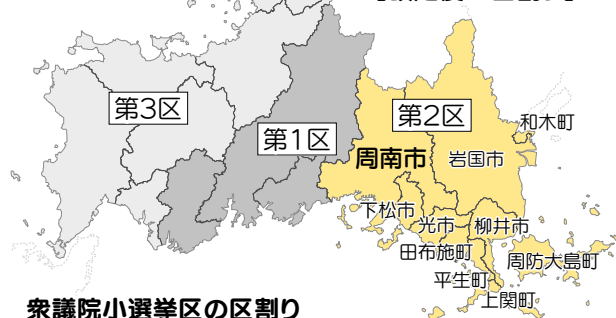 第3区
第1区
第2区
和木町
周南市
岩国市
下松市
光市
柳井市
田布施町
周防大島町
平生町
上関町
衆議院小選挙区の区割り